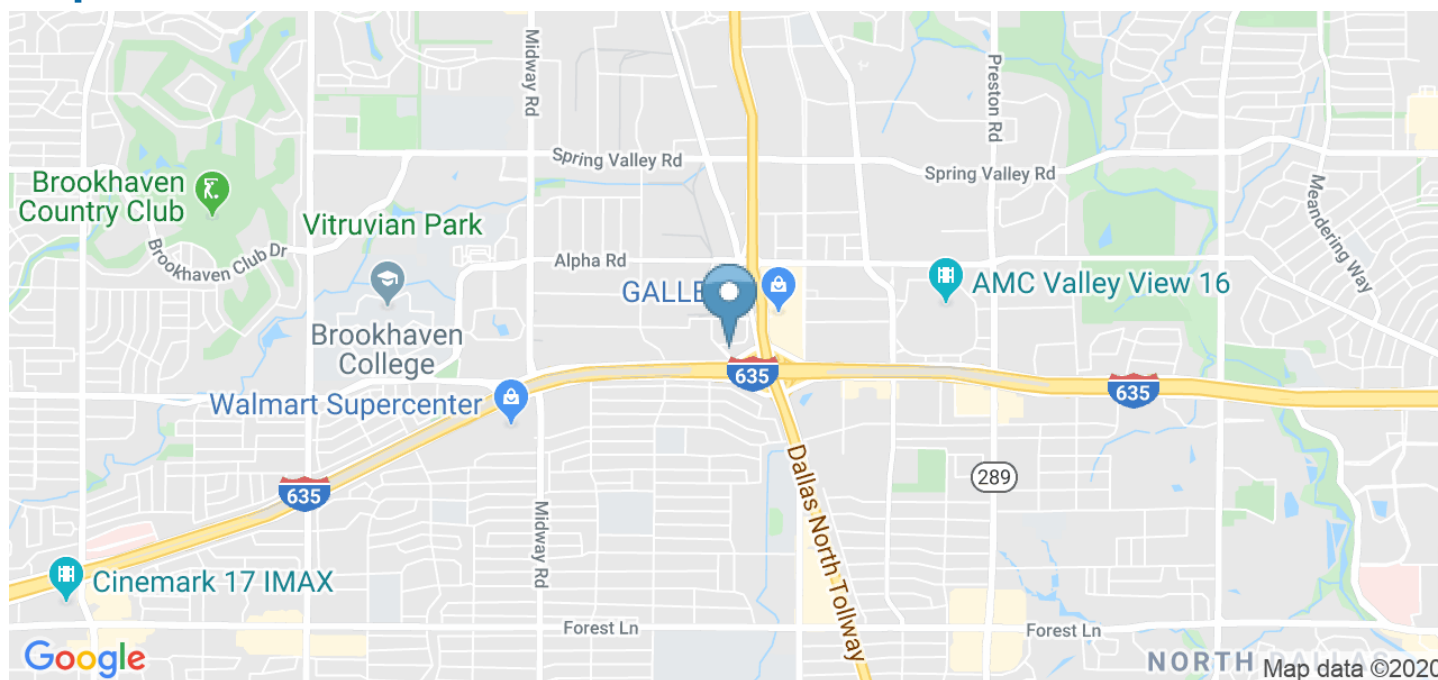 Midway Rd
Preston Rd
Spring Valley Rd
Spring Valley Rd
Brookhaven
Country Club
Vitruvian Park
Meandering Way
Brookhaven Club Dr
Alpha Rd
GALLE
AMC Valley View 16
Brookhaven
College
635
635
Walmart Supercenter
Dallas North Tollway
289
635
Midway Rd
Cinemark 17 IMAX
Forest Ln
Forest Ln
Google
NORTH DALLAS
Map data ©2020